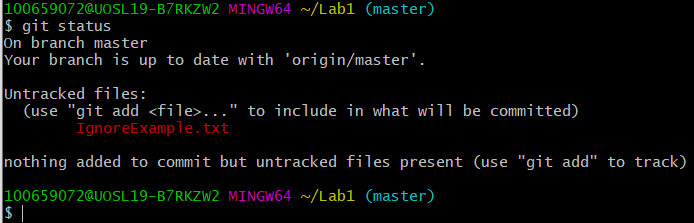 100659072@UOSL19-B7RKZW2 MINGW64 ~/Lab1 (master)
$ git status
On branch master
Your branch is up to date with 'origin/master'.

Untracked files:
  (use "git add <file>..." to include in what will be committed)
        IgnoreExample.txt

nothing added to commit but untracked files present (use "git add" to track)

100659072@UOSL19-B7RKZW2 MINGW64 ~/Lab1 (master)
$